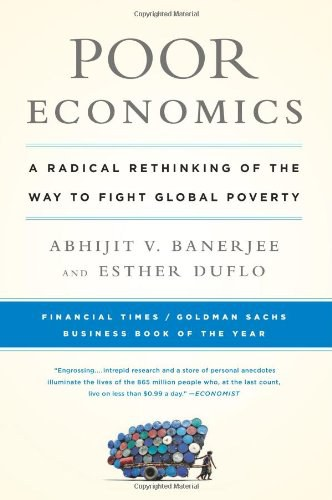 Copyrighted Material
POOR
ECONOMICS
A RADICAL RETHINKING OF THE
WAY TO FIGHT GLOBAL POVERTY
ABHIJIT V. BANERJEE
AND ESTHER DUFLO
FINANCIAL TIMES / GOLDMAN SACHS
BUSINESS BOOK OF THE YEAR
"Engrossing.... intrepid research and a store of personal anecdotes
illuminate the lives of the 865 million people who, at the last count,
live on less than $0.99 a day." —ECONOMIST
Copyrighted Material